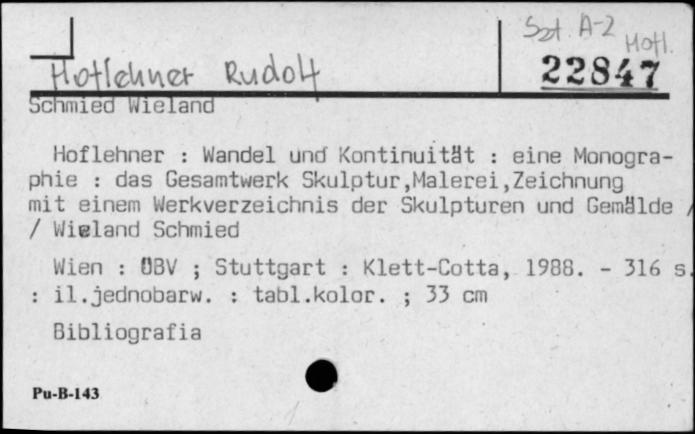 Szt. A-2
Hofl.
Hoflehner Rudolf
22847
Schmied Wieland
Hoflehner : Wandel und Kontinuität : eine Monogra-
phie : das Gesamtwerk Skulptur,Malerei,Zeichnung
mit einem Werkverzeichnis der Skulpturen und Gemälde /
/ Wieland Schmied
Wien : ÖBV ; Stuttgart : Klett-Cotta, 1988. - 316 s.
: il.jednobarw. : tabl.kolor. ; 33 cm
Bibliografia
Pu-B-143